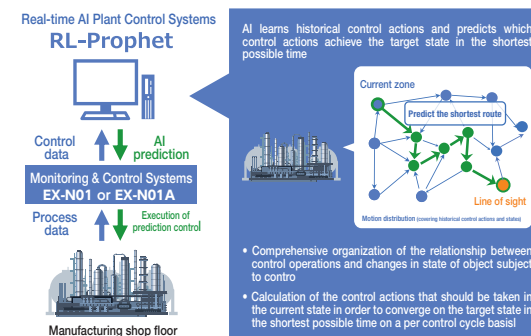 Real-time AI Plant Control Systems
RL-Prophet
Control
data
AI
prediction
Monitoring & Control Systems
EX-N01 or EX-N01A
Process
data
Execution of
prediction control
Manufacturing shop floor
AI learns historical control actions and predicts which
control actions achieve the target state in the shortest
possible time
Current zone
Predict the shortest route
Line of sight
Motion distribution (covering historical control actions and states)
• Comprehensive organization of the relationship between
control operations and changes in state of object subject
to contro
• Calculation of the control actions that should be taken in
the current state in order to converge on the target state in
the shortest possible time on a per control cycle basisl